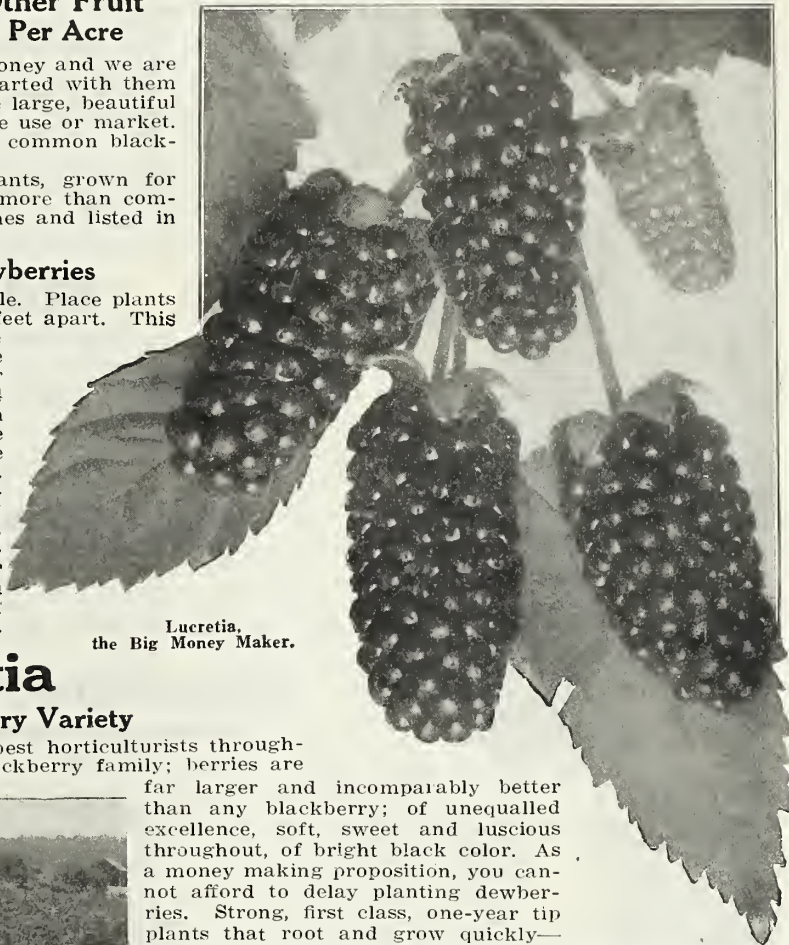 ther Fruit
Per Acre
oney and we are
arted with them
large, beautiful
e use or market.
common black-
ants, grown for
more than com-
nes and listed in
wberries
le. Place plants
feet apart. This
Lucretia,
the Big Money Maker.
tia
ry Variety
best horticulturists through-
ckberry family; berries are
far larger and incomparably better
than any blackberry; of unequalled
excellence, soft, sweet and luscious
throughout, of bright black color. As
a money making proposition, you can-
not afford to delay planting dewber-
ries. Strong, first class, one-year tip
plants that root and grow quickly—